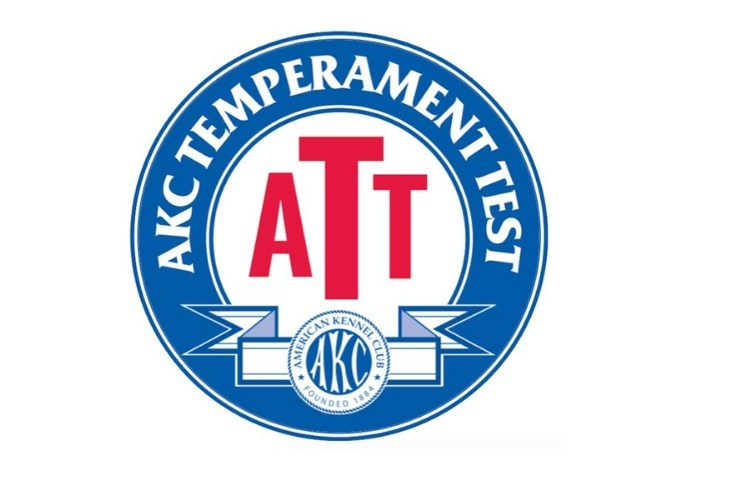 AKC TEMPERAMENT TEST
ATT
AMERICAN KENNEL CLUB
AKC
FOUNDED 1884